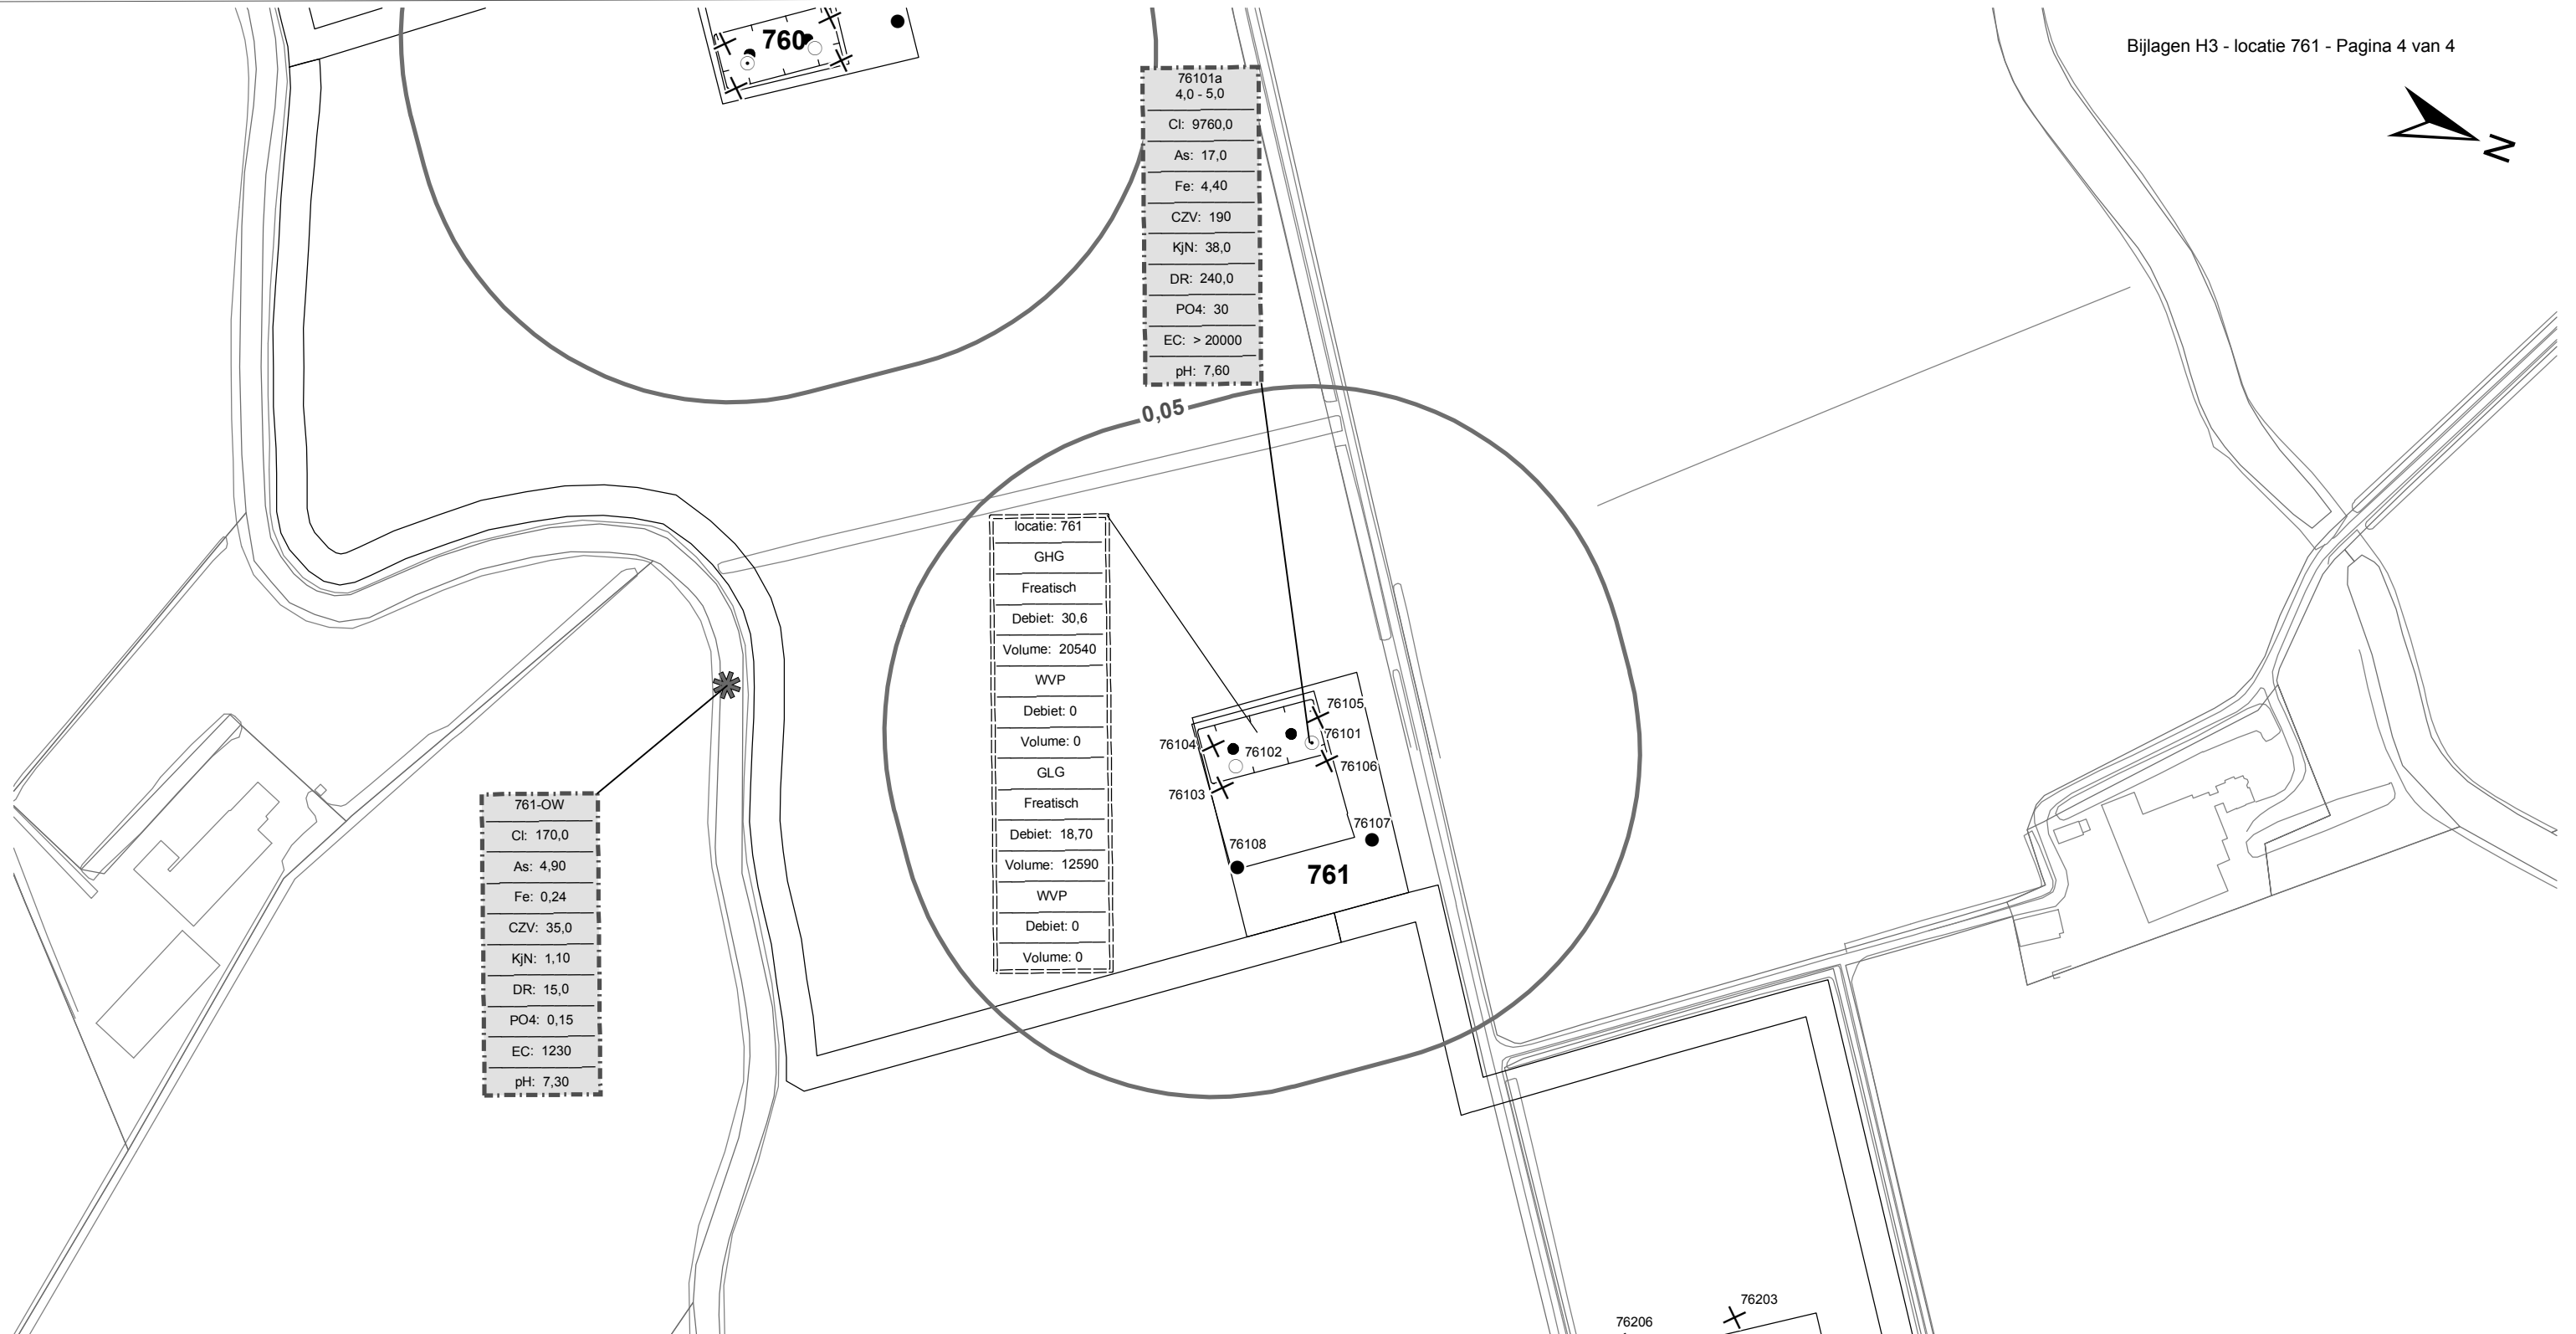 Bijlagen H3 - locatie 761 - Pagina 4 van 4
N
760
76101a
4,0 - 5,0
Cl: 9760,0
As: 17,0
Fe: 4,40
CZV: 190
KjN: 38,0
DR: 240,0
PO4: 30
EC: > 20000
pH: 7,60
0,05
locatie: 761
GHG
Freatisch
Debiet: 30,6
Volume: 20540
WVP
Debiet: 0
Volume: 0
GLG
Freatisch
Debiet: 18,70
Volume: 12590
WVP
Debiet: 0
Volume: 0
76105
76101
76104
76102
76106
76103
76107
76108
761
761-OW
Cl: 170,0
As: 4,90
Fe: 0,24
CZV: 35,0
KjN: 1,10
DR: 15,0
PO4: 0,15
EC: 1230
pH: 7,30
76203
76206